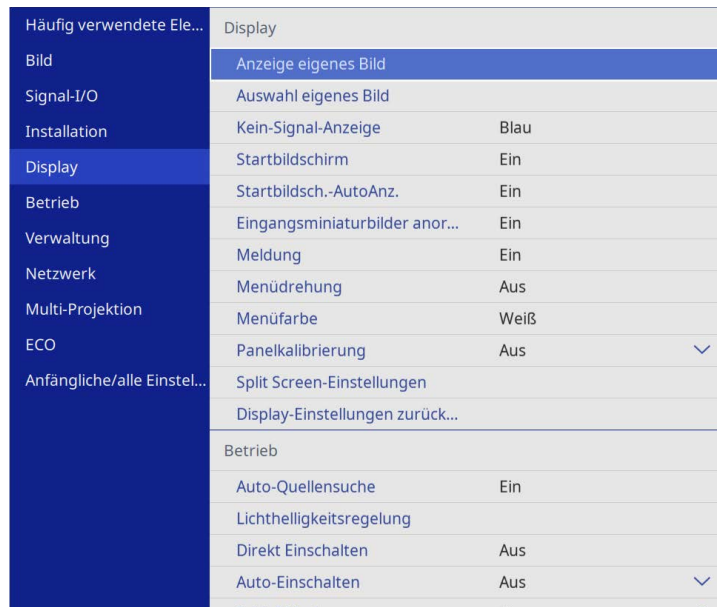 Häufig verwendete Ele...
Bild
Signal-I/O
Installation
Display
Betrieb
Verwaltung
Netzwerk
Multi-Projektion
ECO
Anfängliche/alle Einstel...
Display
Anzeige eigenes Bild
Auswahl eigenes Bild
Kein-Signal-Anzeige Blau
Startbildschirm Ein
Startbildsch.-AutoAnz. Ein
Eingangsminiaturbilder anor... Ein
Meldung Ein
Menüdrehung Aus
Menüfarbe Weiß
Panelkalibrierung Aus
Split Screen-Einstellungen
Display-Einstellungen zurück...
Betrieb
Auto-Quellensuche Ein
Lichthelligkeitsregelung
Direkt Einschalten Aus
Auto-Einschalten Aus